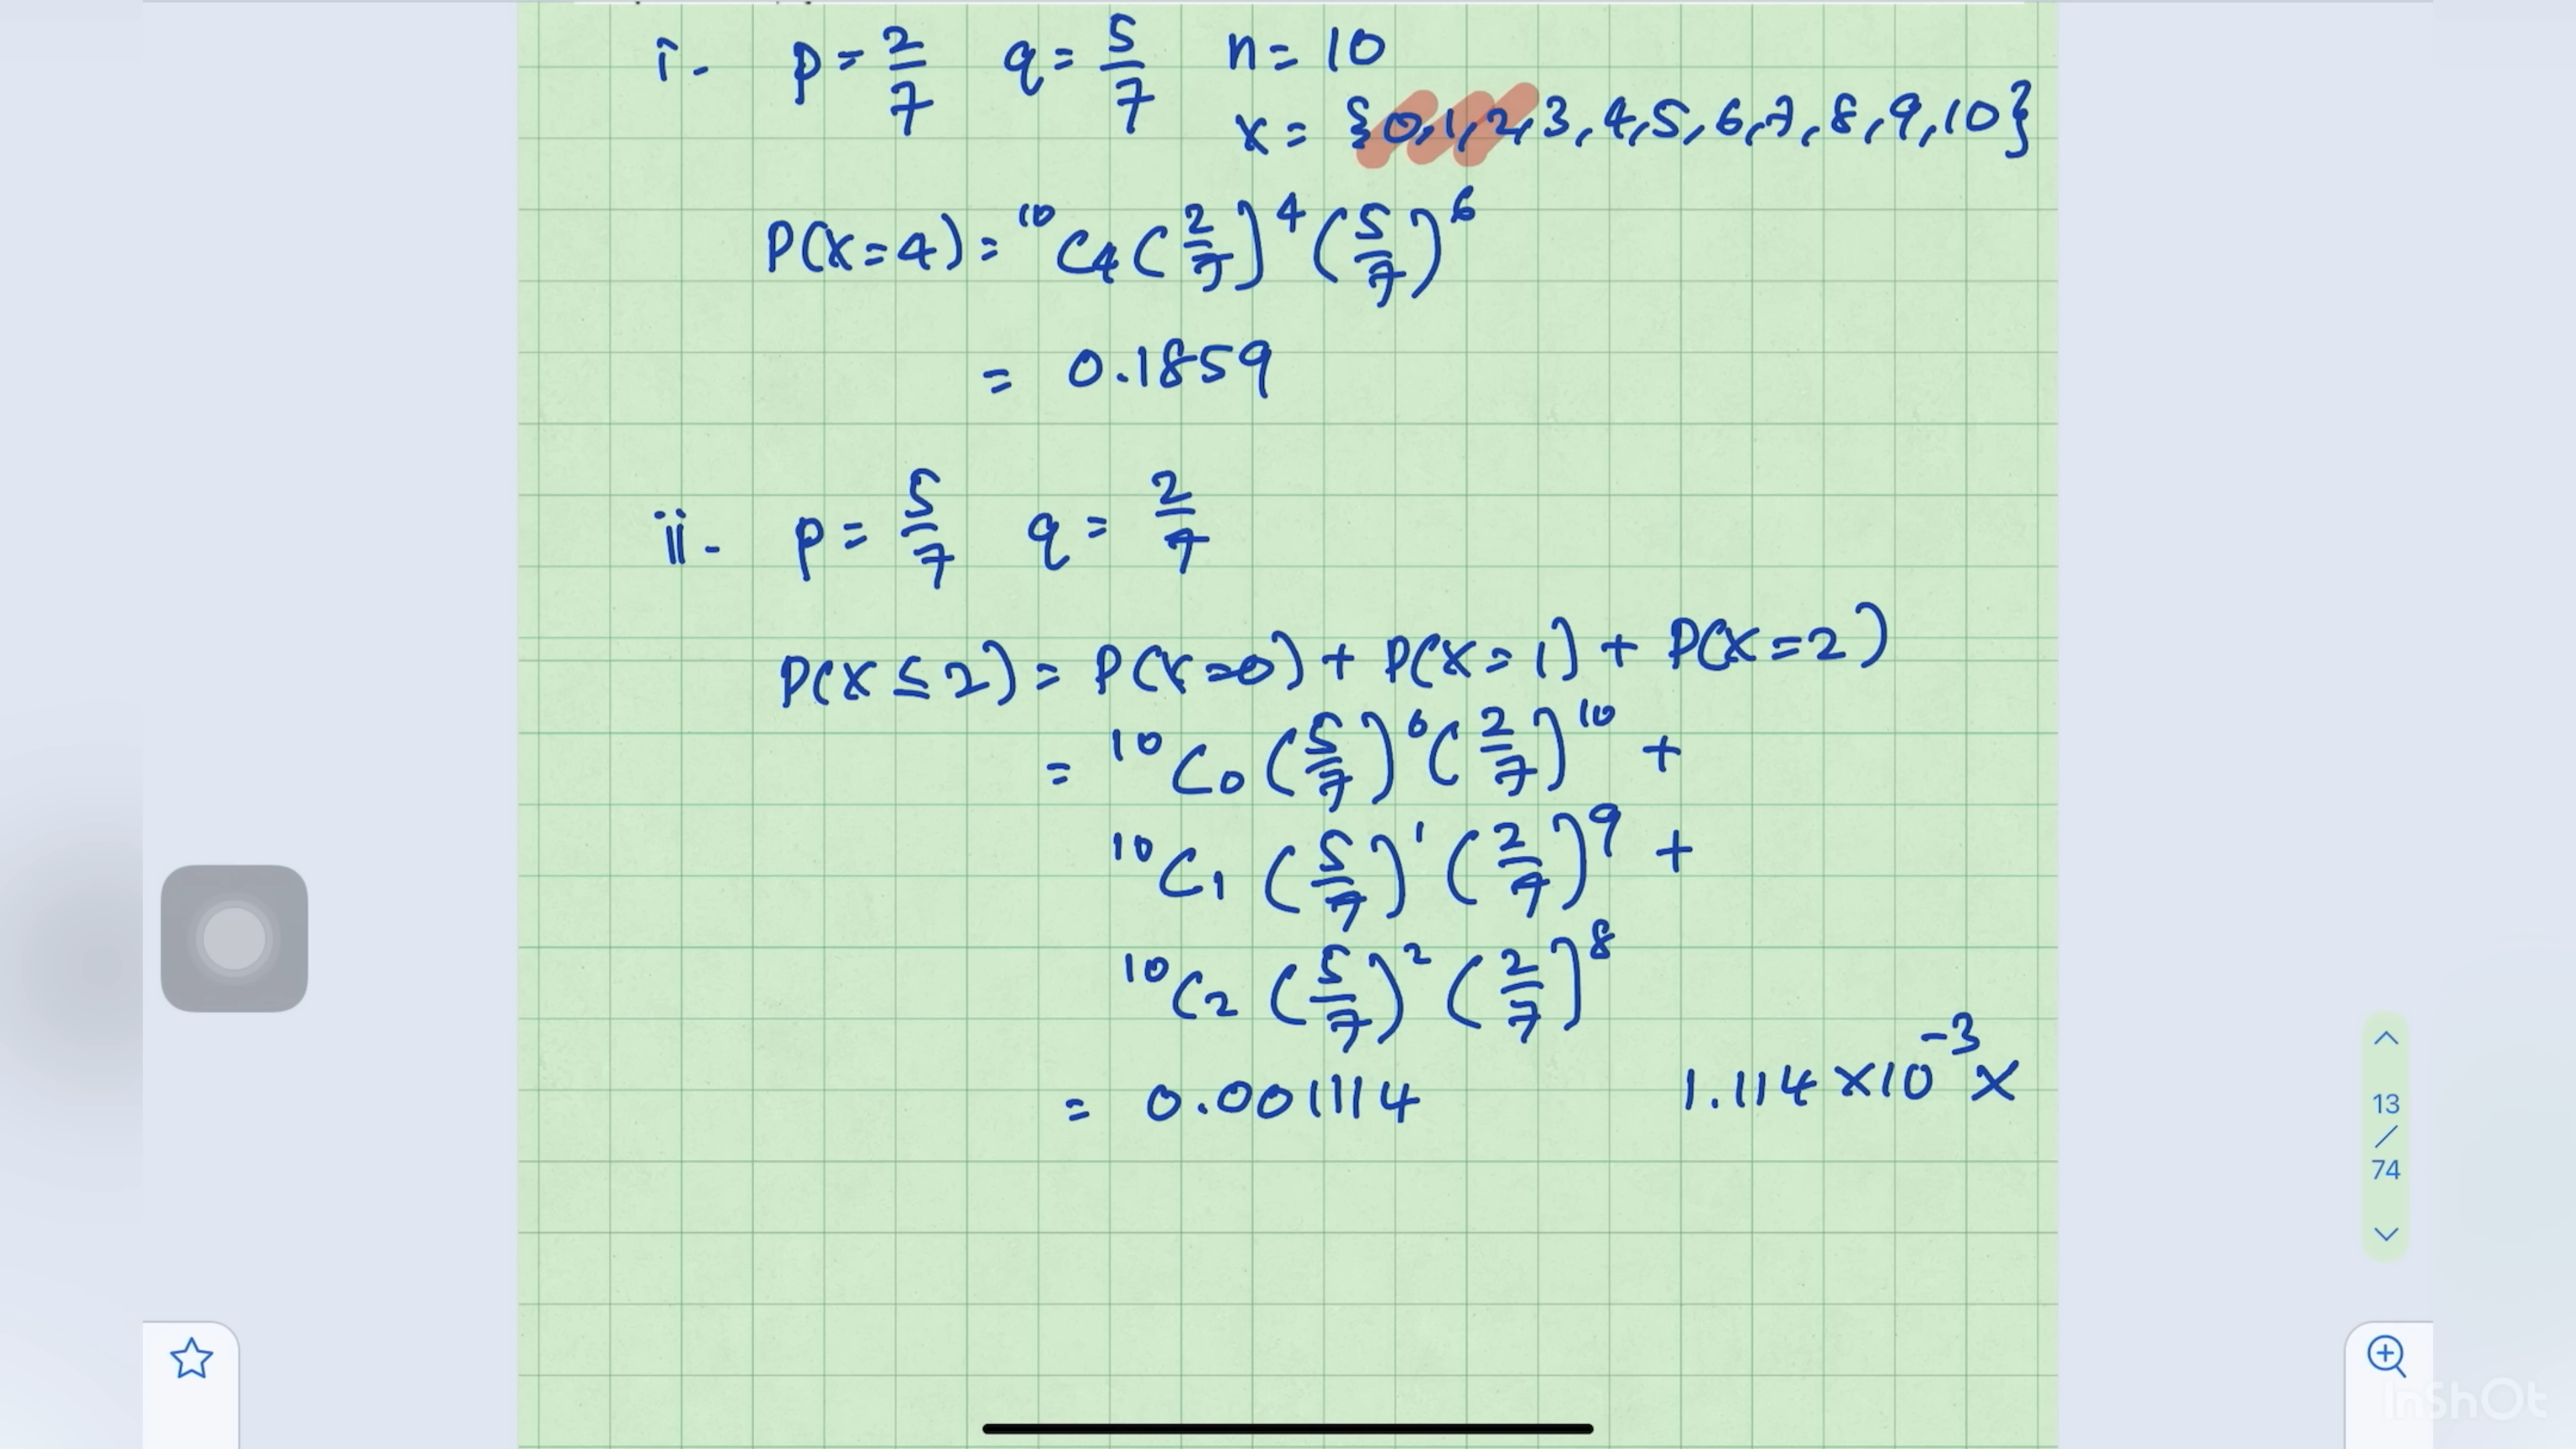 i- p = 2/7 q = 5/7 n = 10
x = {0,1,2,3,4,5,6,7,8,9,10}
P(X=4) = ¹⁰C₄(2/7)⁴(5/7)⁶
= 0.1859
ii- p = 5/7 q = 2/7
P(X ≤ 2) = P(X=0) + P(X=1) + P(X=2)
= ¹⁰C₀(5/7)⁰(2/7)¹⁰ +
¹⁰C₁(5/7)¹(2/7)⁹ +
¹⁰C₂(5/7)²(2/7)⁸
= 0.001114 1.114 × 10⁻³ X
13
/
74
InShOt